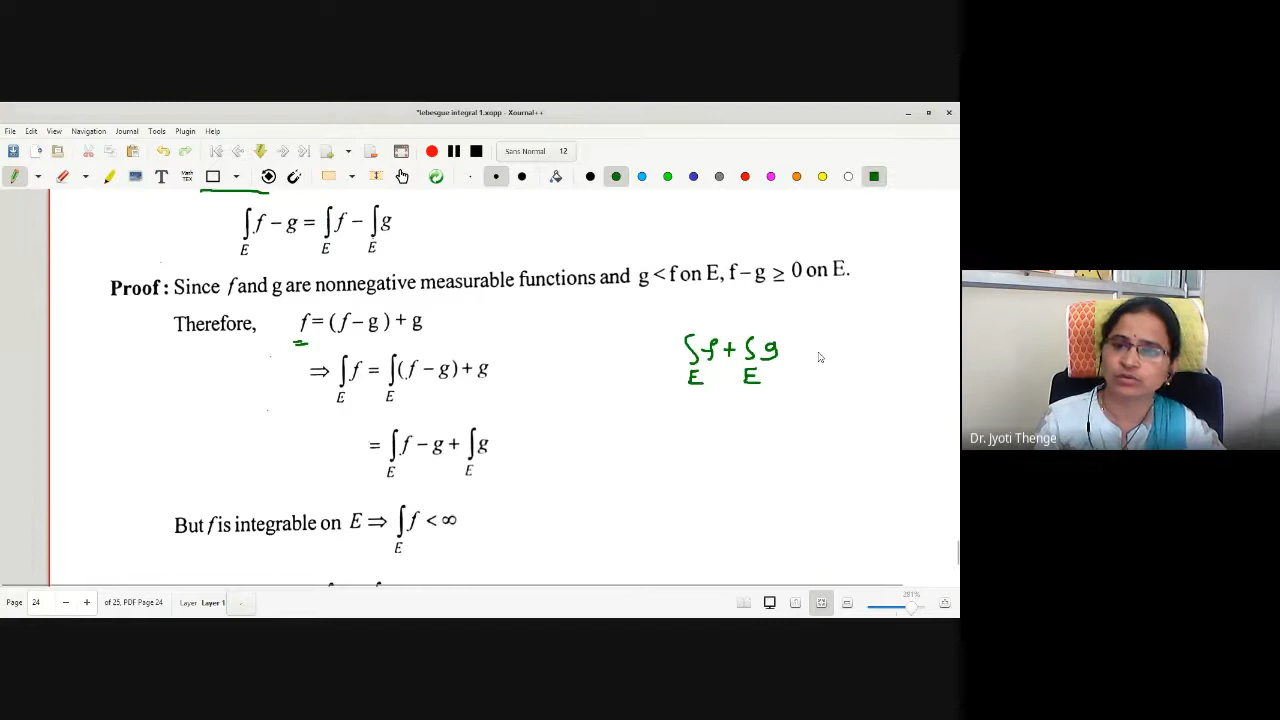 *lebesgue integral 1.xopp - Xournal++
File Edit View Navigation Journal Tools Plugin Help
Sans Normal 12
∫_E f − g = ∫_E f − ∫_E g
Proof : Since f and g are nonnegative measurable functions and g < f on E, f − g ≥ 0 on E.
Therefore, f = ( f − g ) + g
⇒ ∫_E f = ∫_E ( f − g ) + g
∫_E f + ∫_E g
= ∫_E f − g + ∫_E g
But f is integrable on E ⇒ ∫_E f < ∞
Page 24 of 25, PDF Page 24 Layer Layer 1 281%
Dr. Jyoti Thenge